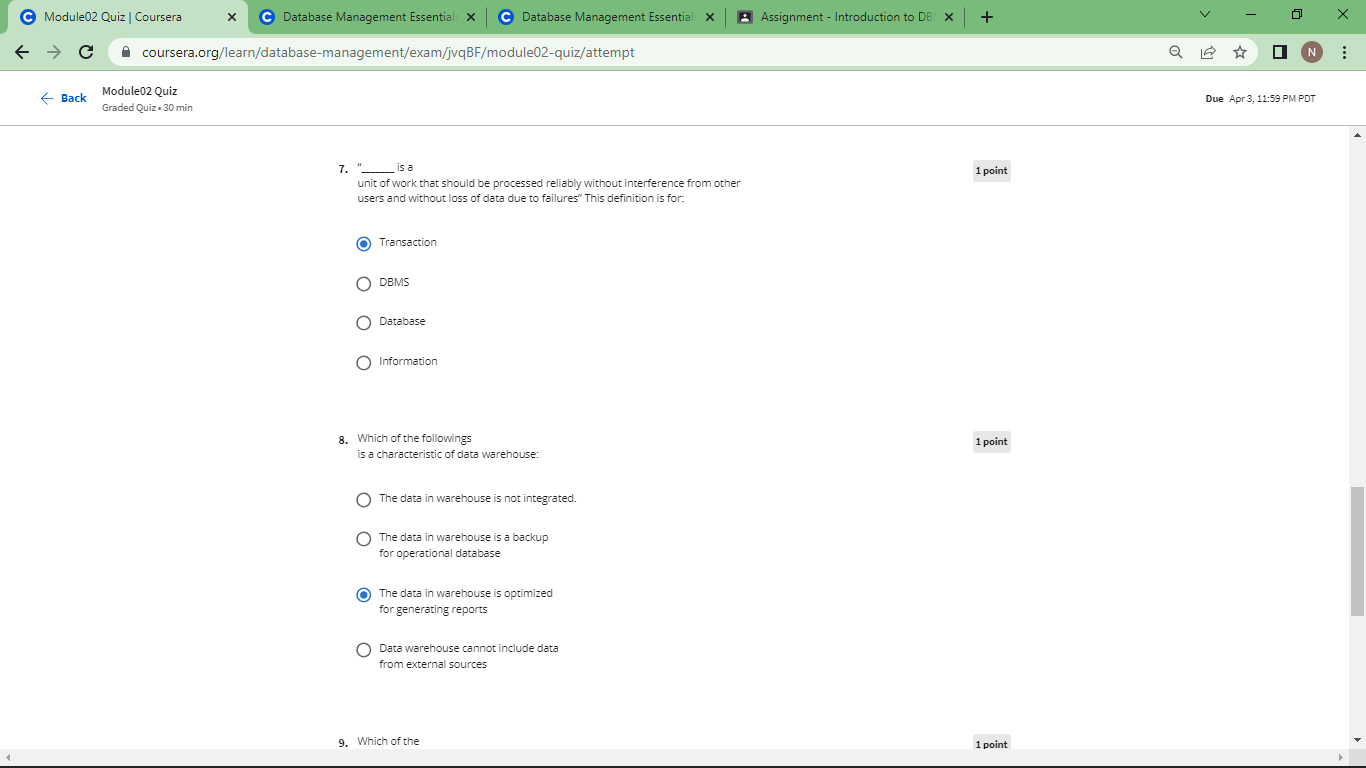 Module02 Quiz | Coursera
Database Management Essential
Database Management Essential
Assignment - Introduction to DB
coursera.org/learn/database-management/exam/jvqBF/module02-quiz/attempt
N
Back
Module02 Quiz
Graded Quiz • 30 min
Due Apr 3, 11:59 PM PDT
7. "_______ is a
unit of work that should be processed reliably without interference from other
users and without loss of data due to failures" This definition is for:
1 point
Transaction
DBMS
Database
Information
8. Which of the followings
is a characteristic of data warehouse:
1 point
The data in warehouse is not integrated.
The data in warehouse is a backup
for operational database
The data in warehouse is optimized
for generating reports
Data warehouse cannot include data
from external sources
9. Which of the
1 point